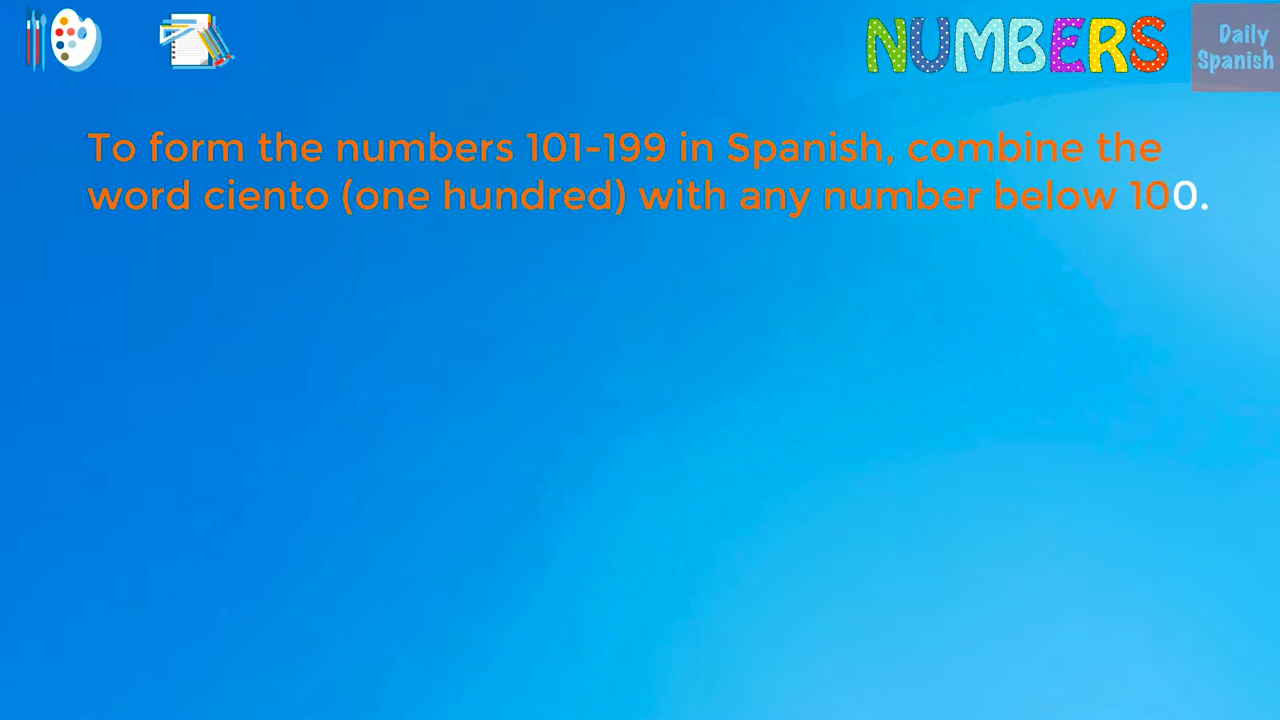 NUMBERS
Daily
Spanish
To form the numbers 101-199 in Spanish, combine the
word ciento (one hundred) with any number below 100.